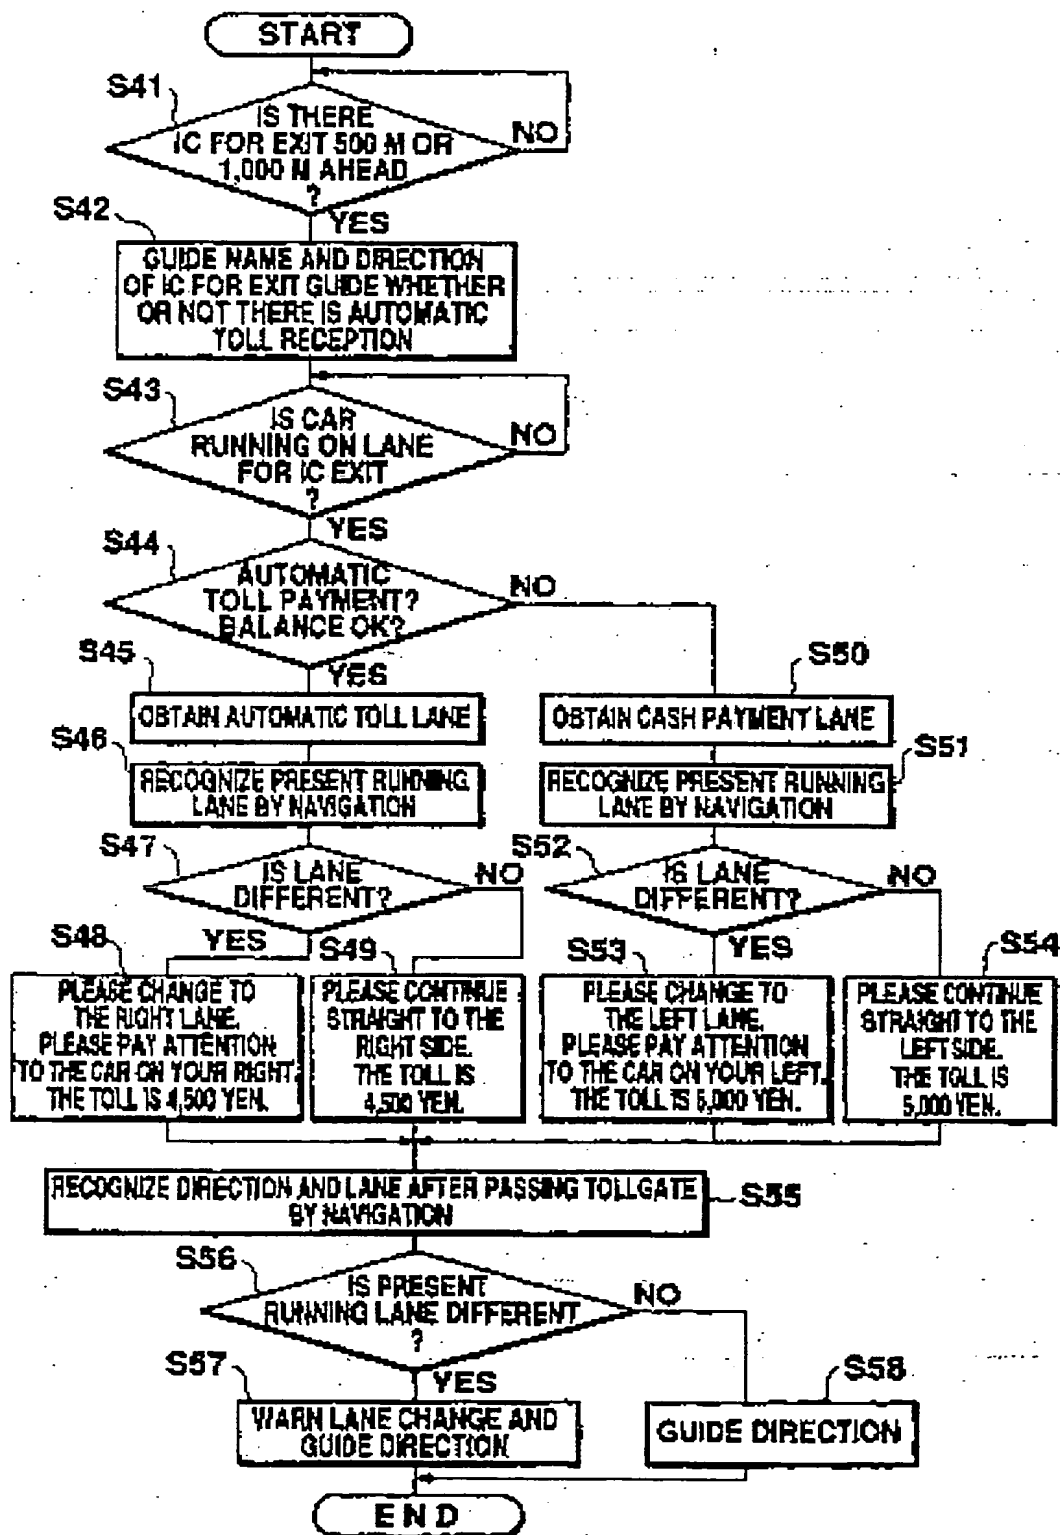 START
S41
IS THERE
IC FOR EXIT 500 M OR
1,000 M AHEAD
?
NO
YES
S42
GUIDE NAME AND DIRECTION
OF IC FOR EXIT GUIDE WHETHER
OR NOT THERE IS AUTOMATIC
TOLL RECEPTION
S43
IS CAR
RUNNING ON LANE
FOR IC EXIT
?
NO
YES
S44
AUTOMATIC
TOLL PAYMENT?
BALANCE OK?
NO
YES
S45
OBTAIN AUTOMATIC TOLL LANE
S50
OBTAIN CASH PAYMENT LANE
S46
RECOGNIZE PRESENT RUNNING
LANE BY NAVIGATION
S51
RECOGNIZE PRESENT RUNNING
LANE BY NAVIGATION
S47
IS LANE
DIFFERENT?
NO
YES
S52
IS LANE
DIFFERENT?
NO
YES
S48
PLEASE CHANGE TO
THE RIGHT LANE.
PLEASE PAY ATTENTION
TO THE CAR ON YOUR RIGHT.
THE TOLL IS 4,500 YEN.
S49
PLEASE CONTINUE
STRAIGHT TO THE
RIGHT SIDE.
THE TOLL IS
4,500 YEN.
S53
PLEASE CHANGE TO
THE LEFT LANE.
PLEASE PAY ATTENTION
TO THE CAR ON YOUR LEFT.
THE TOLL IS 5,000 YEN.
S54
PLEASE CONTINUE
STRAIGHT TO THE
LEFT SIDE.
THE TOLL IS
5,000 YEN.
RECOGNIZE DIRECTION AND LANE AFTER PASSING TOLLGATE
BY NAVIGATION
S55
S56
IS PRESENT
RUNNING LANE DIFFERENT
?
NO
YES
S57
WARN LANE CHANGE AND
GUIDE DIRECTION
S58
GUIDE DIRECTION
END